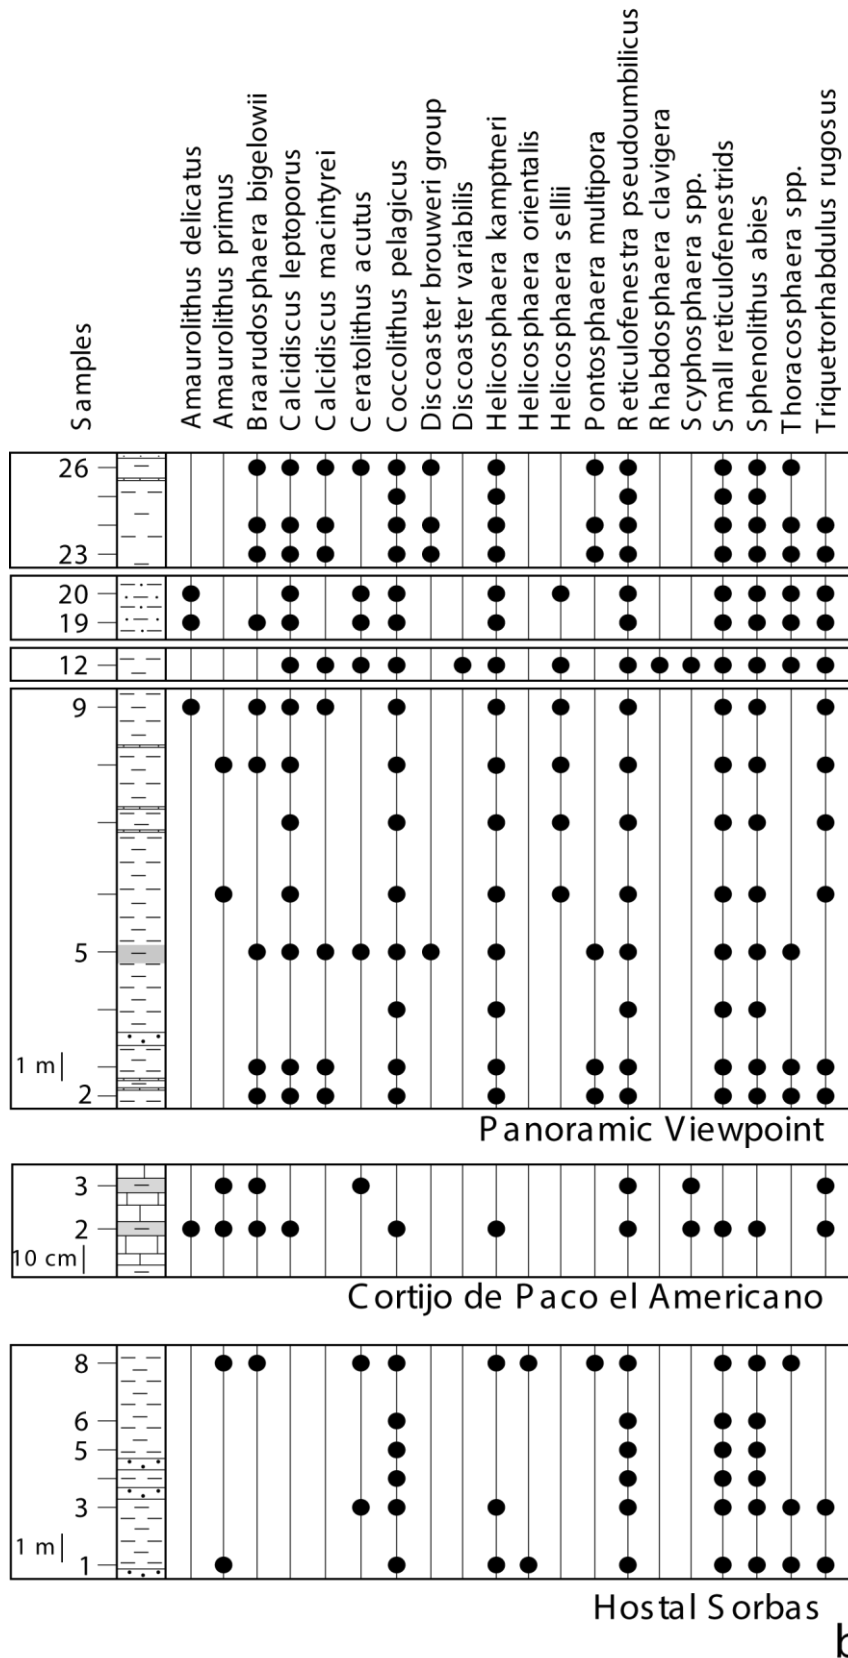 Samples
Amaurolithus delicatus
Amaurolithus primus
Braarudosphaera bigelowii
Calcidiscus leptoporus
Calcidiscus macintyrei
Ceratolithus acutus
Coccolithus pelagicus
Discoaster brouweri group
Discoaster variabilis
Helicosphaera kamptneri
Helicosphaera orientalis
Helicosphaera sellii
Pontosphaera multipora
Reticulofenestra pseudoumbilicus
Rhabdosphaera clavigera
Scyphosphaera spp.
Small reticulofenestrids
Sphenolithus abies
Thoracosphaera spp.
Triquetrorhabdulus rugosus
26
23
20
19
12
9
5
1 m
2
Panoramic Viewpoint
3
2
10 cm
Cortijo de Paco el Americano
8
6
5
3
1 m
1
Hostal Sorbas
b